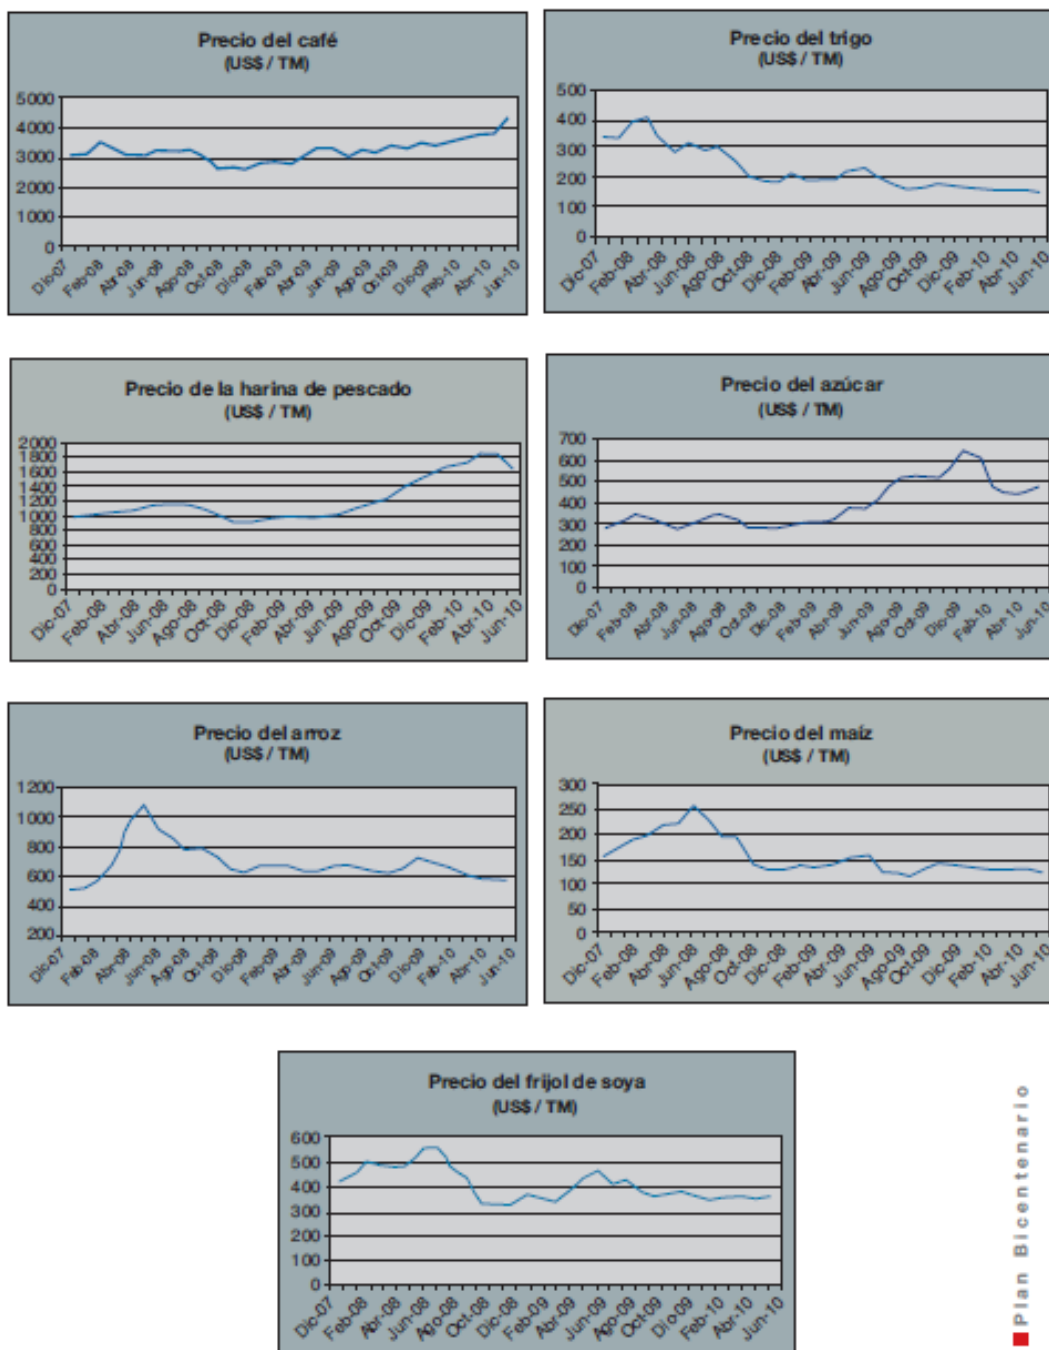 Precio del café
(US$ / TM)
5000
4000
3000
2000
1000
0
Dic-07
Feb-08
Abr-08
Jun-08
Ago-08
Oct-08
Dic-08
Feb-09
Abr-09
Jun-09
Ago-09
Oct-09
Dic-09
Feb-10
Abr-10
Jun-10
Precio del trigo
(US$ / TM)
500
400
300
200
100
0
Dic-07
Feb-08
Abr-08
Jun-08
Ago-08
Oct-08
Dic-08
Feb-09
Abr-09
Jun-09
Ago-09
Oct-09
Dic-09
Feb-10
Abr-10
Jun-10
Precio de la harina de pescado
(US$ / TM)
2000
1800
1600
1400
1200
1000
800
600
400
200
0
Dic-07
Feb-08
Abr-08
Jun-08
Ago-08
Oct-08
Dic-08
Feb-09
Abr-09
Jun-09
Ago-09
Oct-09
Dic-09
Feb-10
Abr-10
Jun-10
Precio del azúcar
(US$ / TM)
700
600
500
400
300
200
100
0
Dic-07
Feb-08
Abr-08
Jun-08
Ago-08
Oct-08
Dic-08
Feb-09
Abr-09
Jun-09
Ago-09
Oct-09
Dic-09
Feb-10
Abr-10
Jun-10
Precio del arroz
(US$ / TM)
1200
1000
800
600
400
200
Dic-07
Feb-08
Abr-08
Jun-08
Ago-08
Oct-08
Dic-08
Feb-09
Abr-09
Jun-09
Ago-09
Oct-09
Dic-09
Feb-10
Abr-10
Jun-10
Precio del maíz
(US$ / TM)
300
250
200
150
100
50
0
Dic-07
Feb-08
Abr-08
Jun-08
Ago-08
Oct-08
Dic-08
Feb-09
Abr-09
Jun-09
Ago-09
Oct-09
Dic-09
Feb-10
Abr-10
Jun-10
Precio del frijol de soya
(US$ / TM)
600
500
400
300
200
100
0
Dic-07
Feb-08
Abr-08
Jun-08
Ago-08
Oct-08
Dic-08
Feb-09
Abr-09
Jun-09
Ago-09
Oct-09
Dic-09
Feb-10
Abr-10
Jun-10
Plan Bicentenario